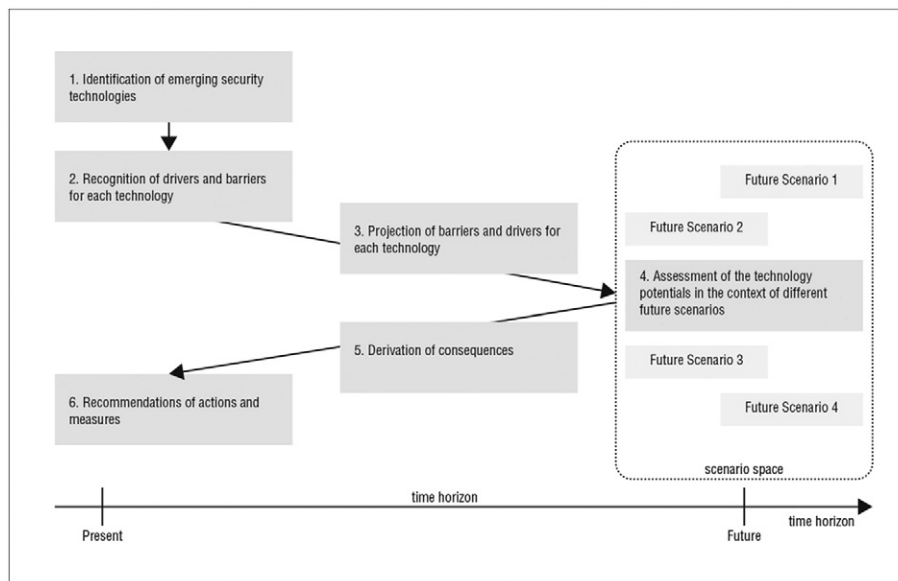 1. Identification of emerging security
technologies
2. Recognition of drivers and barriers
for each technology
3. Projection of barriers and drivers for
each technology
Future Scenario 1
Future Scenario 2
4. Assessment of the technology
potentials in the context of different
future scenarios
5. Derivation of consequences
Future Scenario 3
6. Recommendations of actions and
measures
Future Scenario 4
scenario space
time horizon
time horizon
Present
Future